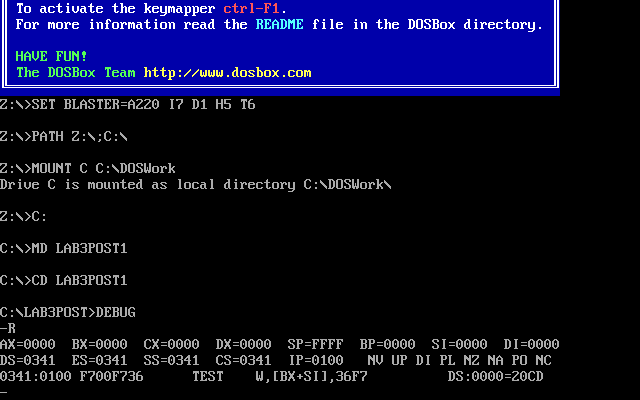 To activate the keymapper ctrl-F1.
For more information read the README file in the DOSBox directory.
HAVE FUN!
The DOSBox Team http://www.dosbox.com
Z:\>SET BLASTER=A220 I7 D1 H5 T6
Z:\>PATH Z:\;C:\
Z:\>MOUNT C C:\DOSWork
Drive C is mounted as local directory C:\DOSWork\
Z:\>C:
C:\>MD LAB3POST1
C:\>CD LAB3POST1
C:\LAB3POST>DEBUG
-R
AX=0000 BX=0000 CX=0000 DX=0000 SP=FFFF BP=0000 SI=0000 DI=0000
DS=0341 ES=0341 SS=0341 CS=0341 IP=0100 NV UP DI PL NZ NA PO NC
0341:0100 F700F736 TEST W,[BX+SI],36F7 DS:0000=20CD
-